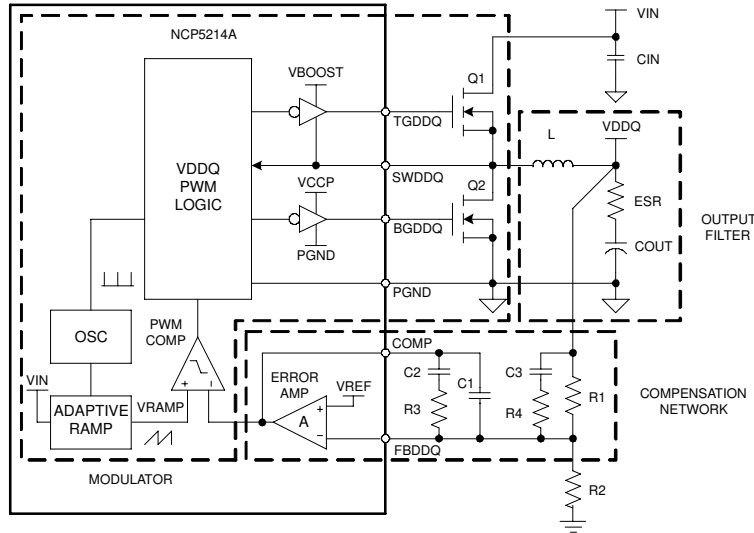 NCP5214A
VIN
CIN
VBOOST
Q1
TGDDQ
VDDQ
PWM
LOGIC
SWDDQ
L
VDDQ
VCCP
Q2
ESR
BGDDQ
PGND
COUT
OUTPUT
FILTER
PGND
OSC
PWM
COMP
COMP
VIN
ERROR
AMP
VREF
C2
C1
C3
R1
COMPENSATION
NETWORK
ADAPTIVE
RAMP
VRAMP
+
−
A
+
−
R3
R4
FBDDQ
MODULATOR
R2